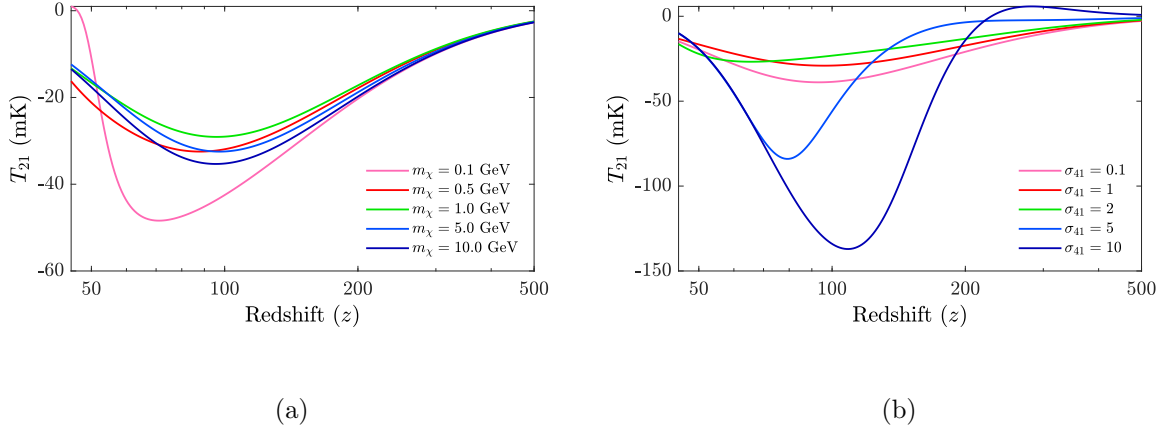 0
-20
-40
-60
T₂₁ (mK)
50
100
200
500
Redshift (z)
mχ = 0.1 GeV
mχ = 0.5 GeV
mχ = 1.0 GeV
mχ = 5.0 GeV
mχ = 10.0 GeV
(a)
0
-50
-100
-150
T₂₁ (mK)
50
100
200
500
Redshift (z)
σ₄₁ = 0.1
σ₄₁ = 1
σ₄₁ = 2
σ₄₁ = 5
σ₄₁ = 10
(b)